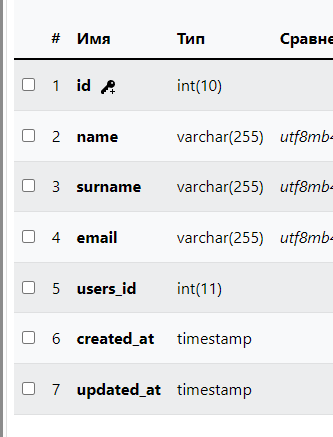 # Имя Тип Сравне
1 id int(10)
2 name varchar(255) utf8mb4
3 surname varchar(255) utf8mb4
4 email varchar(255) utf8mb4
5 users_id int(11)
6 created_at timestamp
7 updated_at timestamp